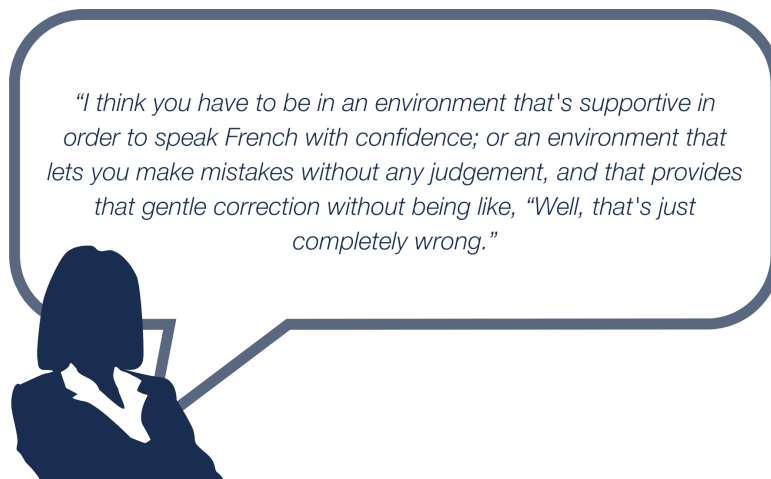 “I think you have to be in an environment that's supportive in
order to speak French with confidence; or an environment that
lets you make mistakes without any judgement, and that provides
that gentle correction without being like, “Well, that's just
completely wrong.”